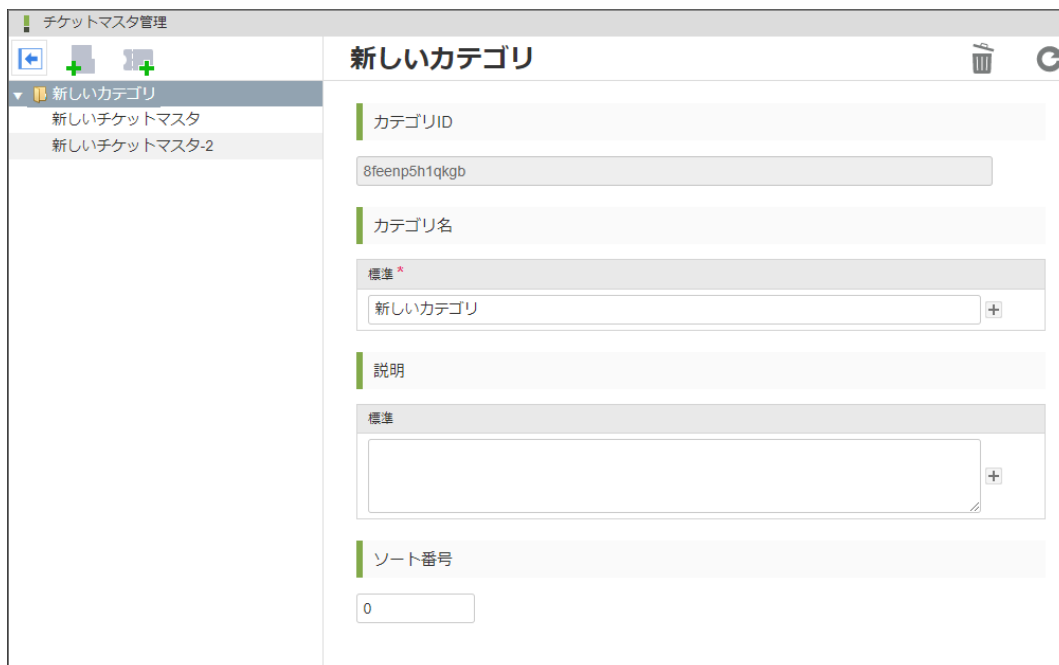 チケットマスタ管理
新しいカテゴリ
新しいチケットマスタ
新しいチケットマスタ-2
新しいカテゴリ
カテゴリID
8feenp5h1qkgb
カテゴリ名
標準*
新しいカテゴリ
説明
標準
ソート番号
0